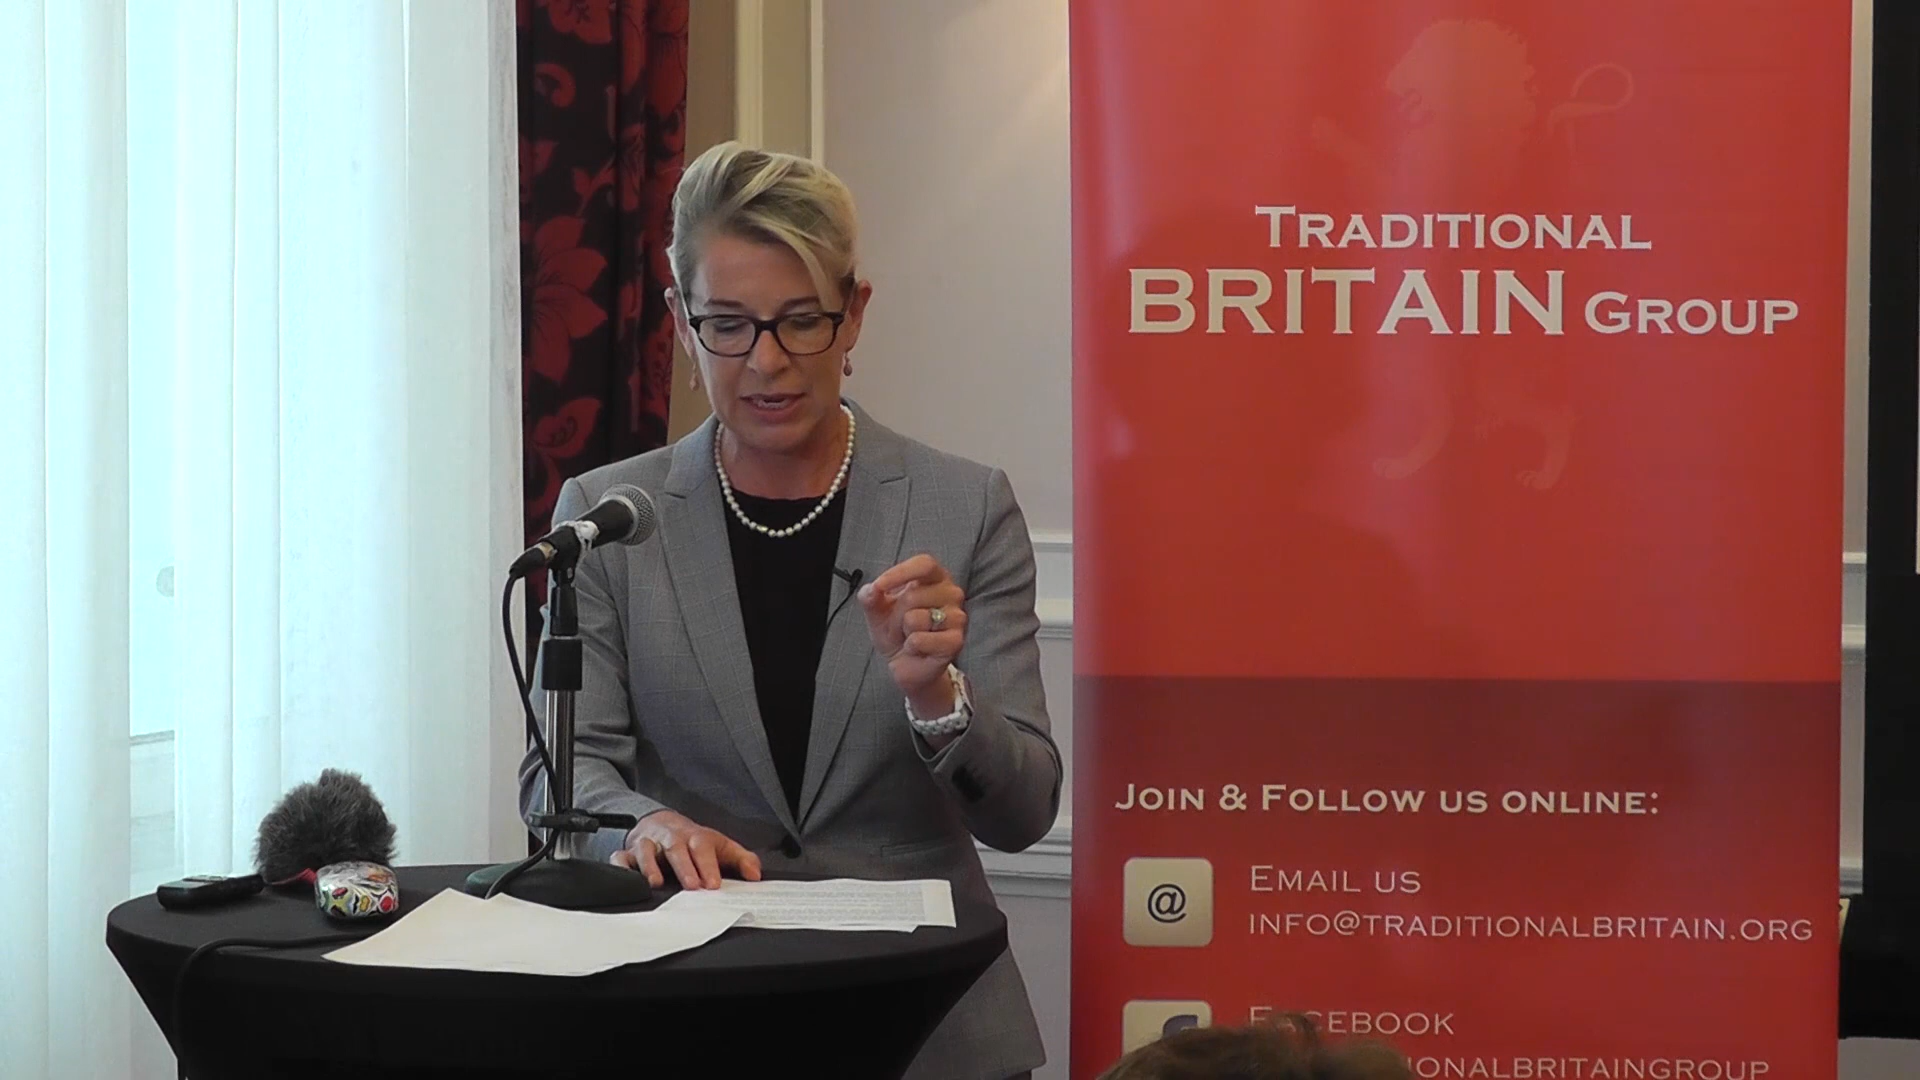 TRADITIONAL
BRITAIN GROUP
JOIN & FOLLOW US ONLINE:
@
EMAIL US
INFO@TRADITIONALBRITAIN.ORG
FACEBOOK